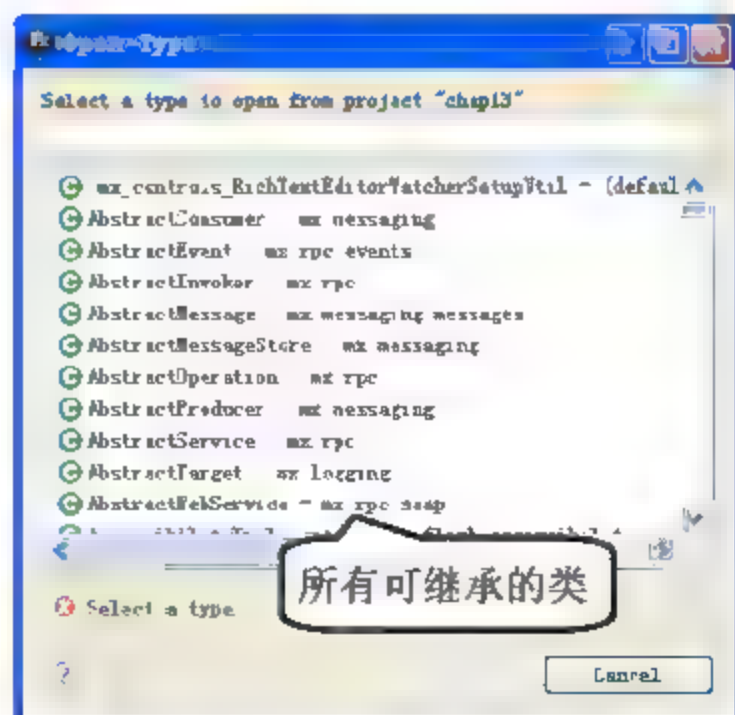 Open Type
Select a type to open from project "chap13"
mx_controls_RichTextEditorWatcherSetupUtil - (defaul
AbstractConsumer mx messaging
AbstractEvent mx rpc events
AbstractInvoker mx rpc
AbstractMessage mx messaging messages
AbstractMessageStore mx messaging
AbstractOperation mx rpc
AbstractProducer mx messaging
AbstractService mx rpc
AbstractTarget mx logging
AbstractWebService - mx rpc soap
所有可继承的类
Select a type
?
Cancel